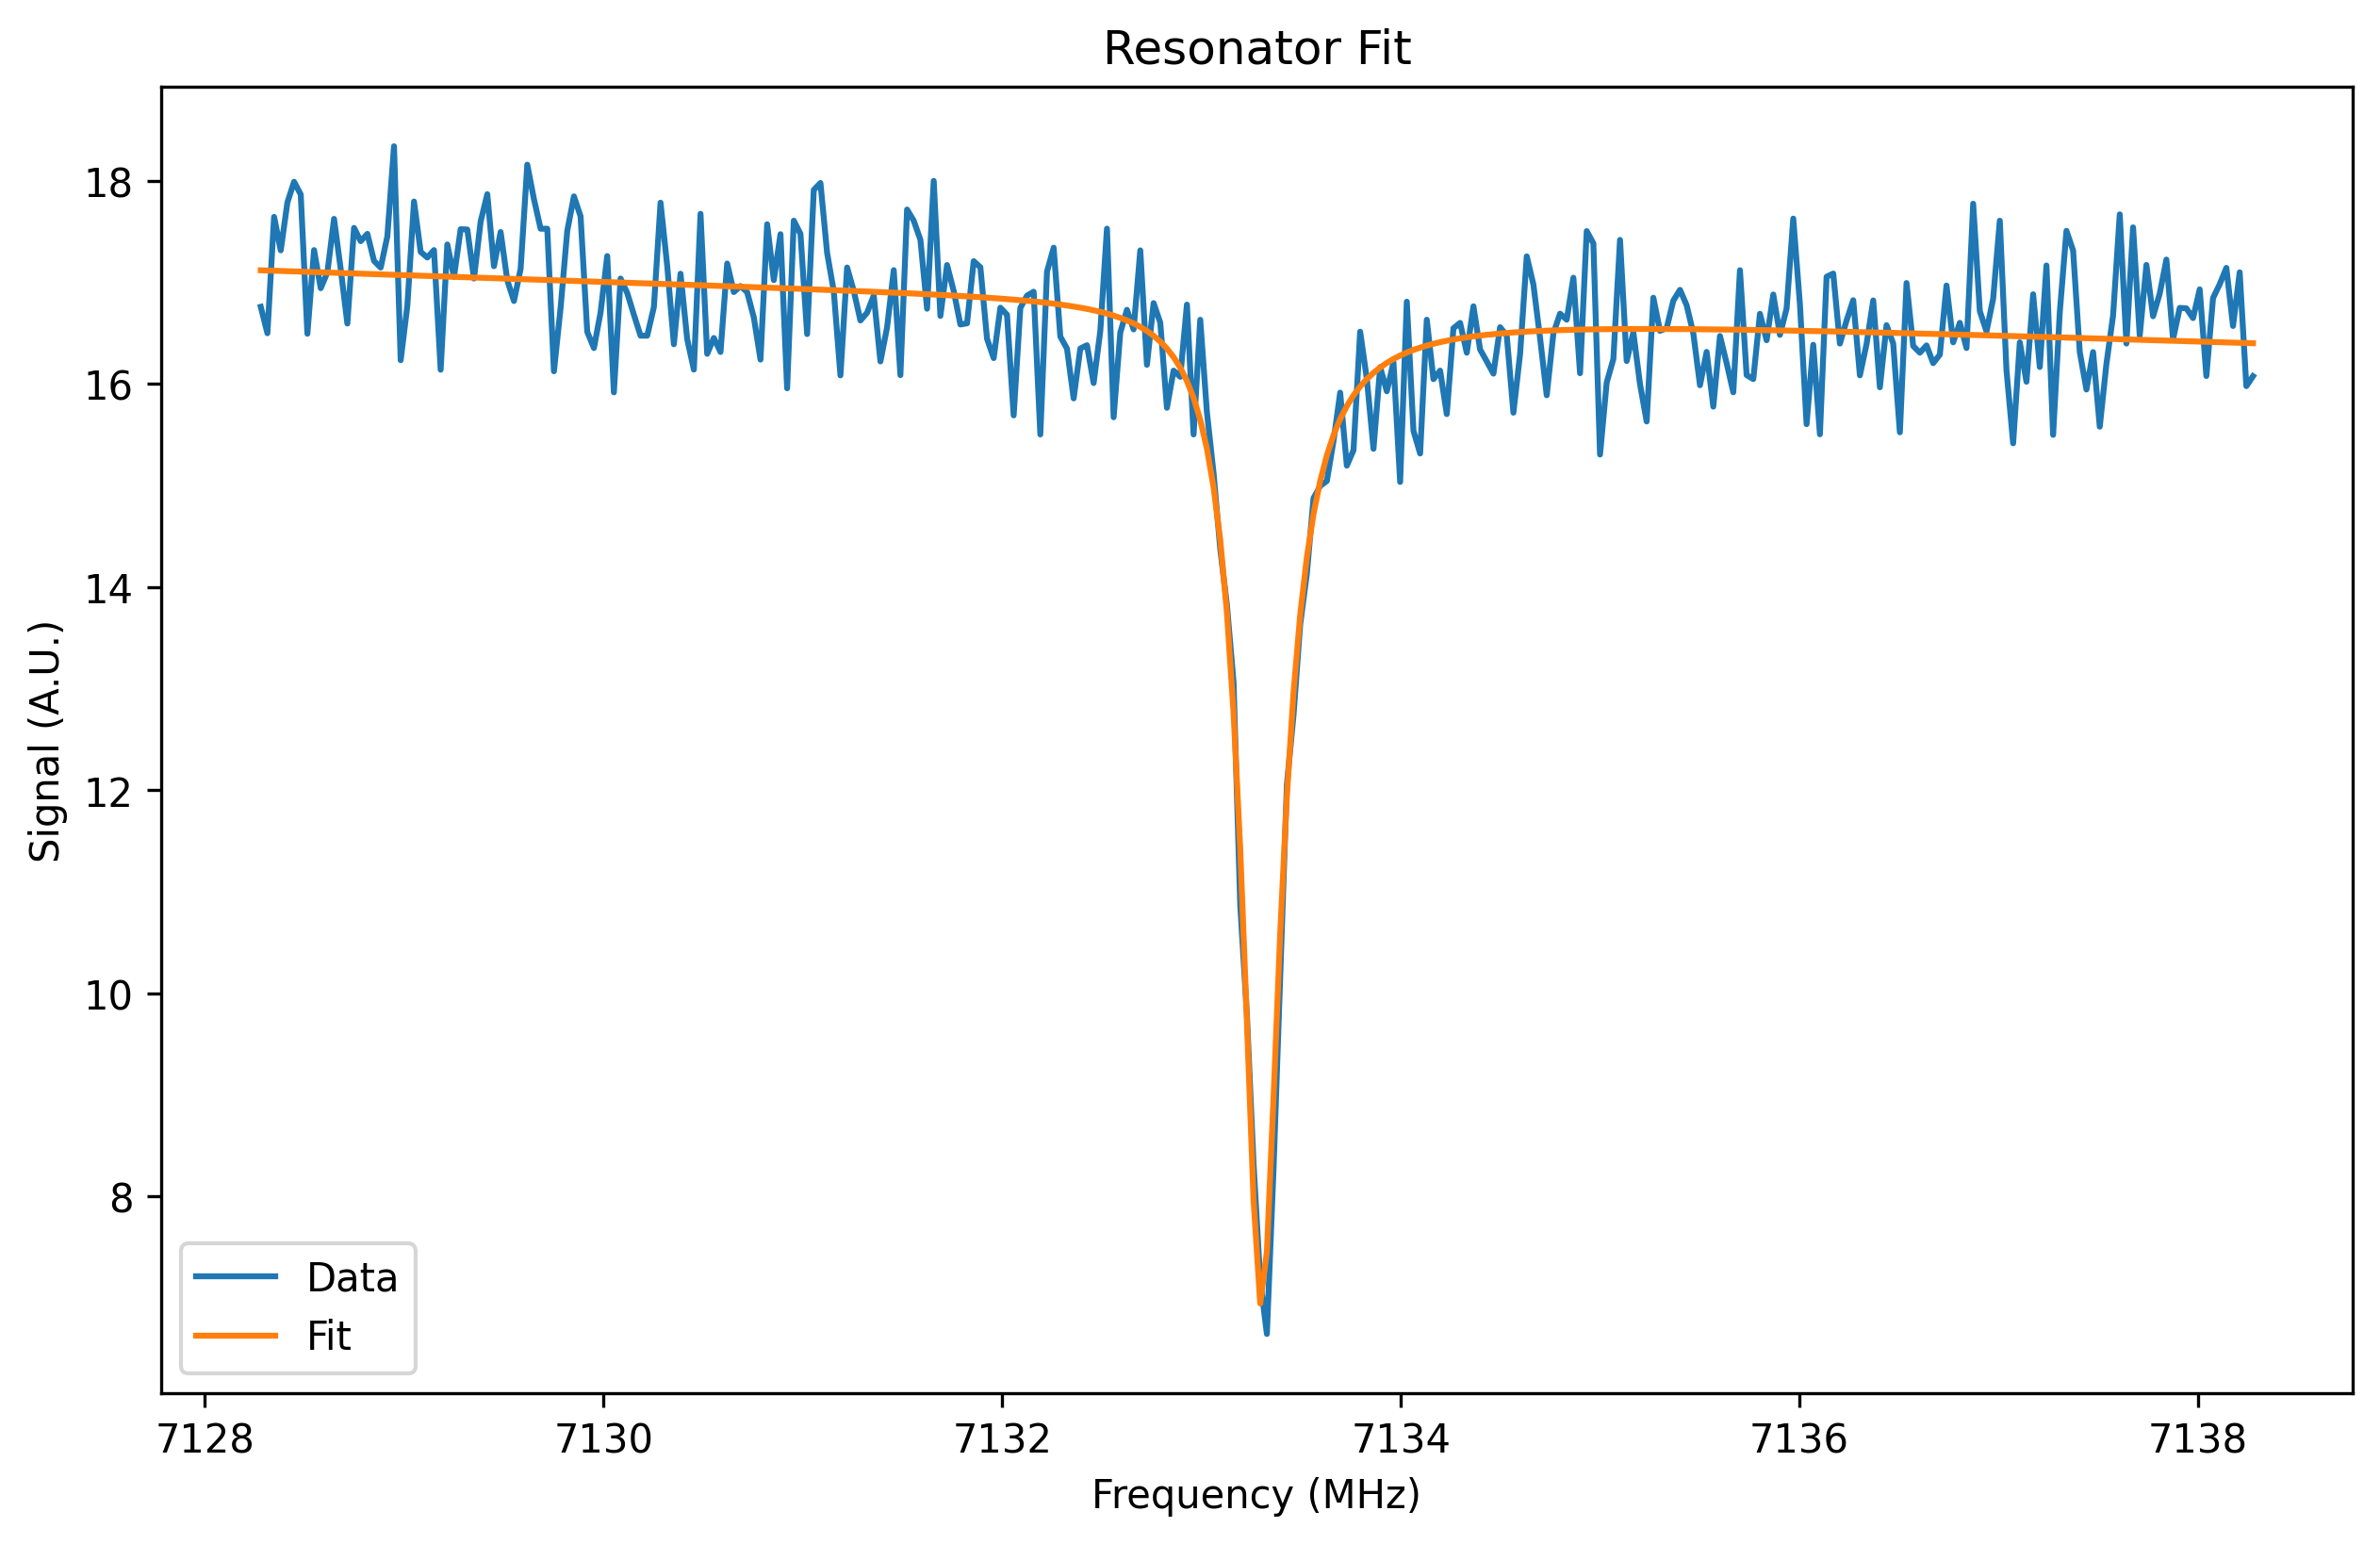 Resonator Fit
Signal (A.U.)
18
16
14
12
10
8
Data
Fit
7128 7130 7132 7134 7136 7138
Frequency (MHz)